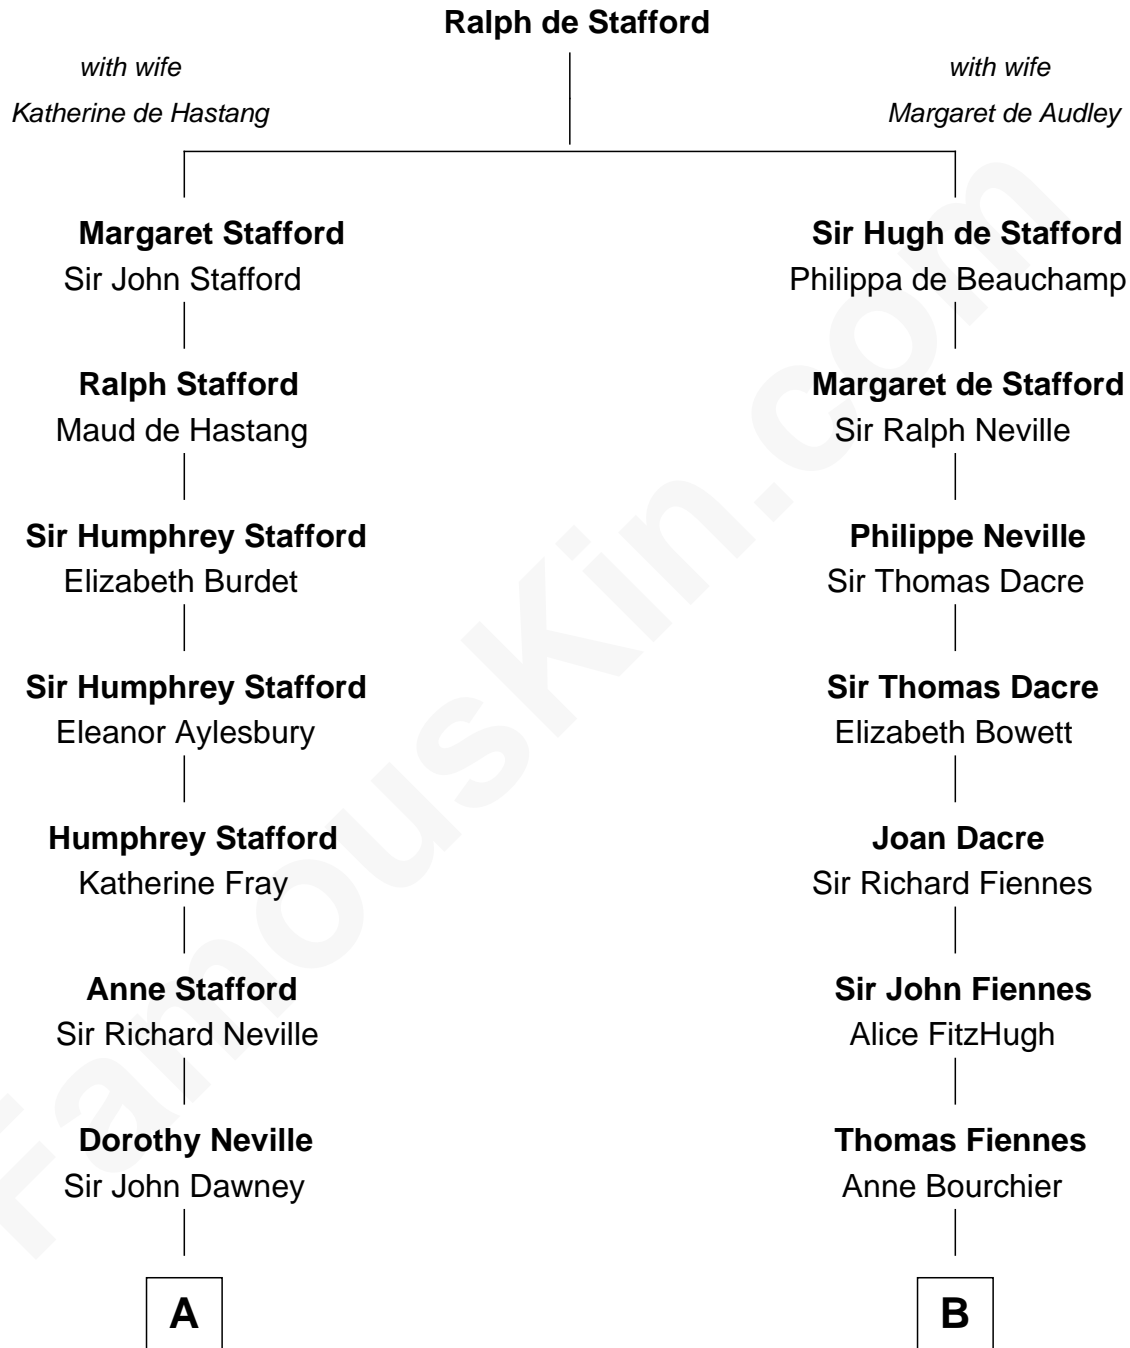 Ralph de Stafford
with wife
Katherine de Hastang
with wife
Margaret de Audley
Margaret Stafford
Sir John Stafford
Sir Hugh de Stafford
Philippa de Beauchamp
Ralph Stafford
Maud de Hastang
Margaret de Stafford
Sir Ralph Neville
Sir Humphrey Stafford
Elizabeth Burdet
Philippe Neville
Sir Thomas Dacre
Sir Humphrey Stafford
Eleanor Aylesbury
Sir Thomas Dacre
Elizabeth Bowett
Humphrey Stafford
Katherine Fray
Joan Dacre
Sir Richard Fiennes
Anne Stafford
Sir Richard Neville
Sir John Fiennes
Alice FitzHugh
Dorothy Neville
Sir John Dawney
Thomas Fiennes
Anne Bourchier
A
B
FamousKin.com